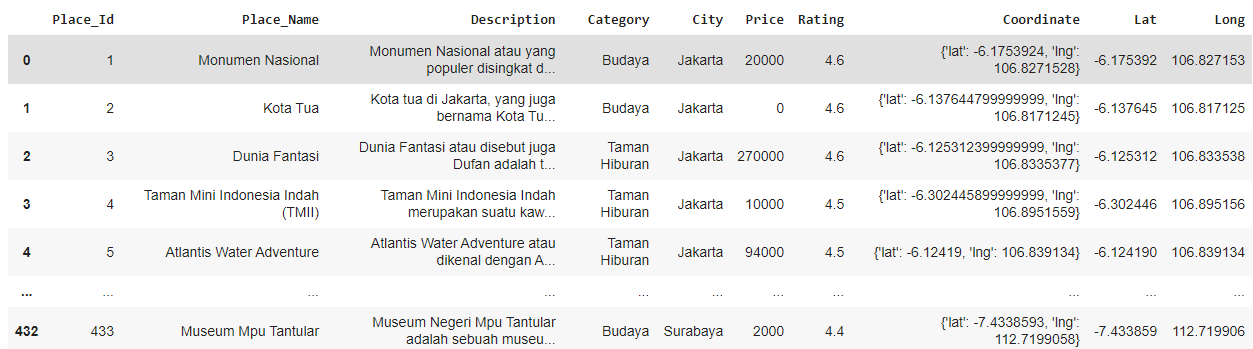 Place_Id Place_Name Description Category City Price Rating Coordinate Lat Long
0 1 Monumen Nasional Monumen Nasional atau yang populer disingkat d... Budaya Jakarta 20000 4.6 {'lat': -6.1753924, 'lng': 106.8271528} -6.175392 106.827153
1 2 Kota Tua Kota tua di Jakarta, yang juga bernama Kota Tu... Budaya Jakarta 0 4.6 {'lat': -6.137644799999999, 'lng': 106.8171245} -6.137645 106.817125
2 3 Dunia Fantasi Dunia Fantasi atau disebut juga Dufan adalah t... Taman Hiburan Jakarta 270000 4.6 {'lat': -6.125312399999999, 'lng': 106.8335377} -6.125312 106.833538
3 4 Taman Mini Indonesia Indah (TMII) Taman Mini Indonesia Indah merupakan suatu kaw... Taman Hiburan Jakarta 10000 4.5 {'lat': -6.302445899999999, 'lng': 106.8951559} -6.302446 106.895156
4 5 Atlantis Water Adventure Atlantis Water Adventure atau dikenal dengan A... Taman Hiburan Jakarta 94000 4.5 {'lat': -6.12419, 'lng': 106.839134} -6.124190 106.839134
... ... ... ... ... ... ... ... ... ... ...
432 433 Museum Mpu Tantular Museum Negeri Mpu Tantular adalah sebuah museu... Budaya Surabaya 2000 4.4 {'lat': -7.4338593, 'lng': 112.7199058} -7.433859 112.719906